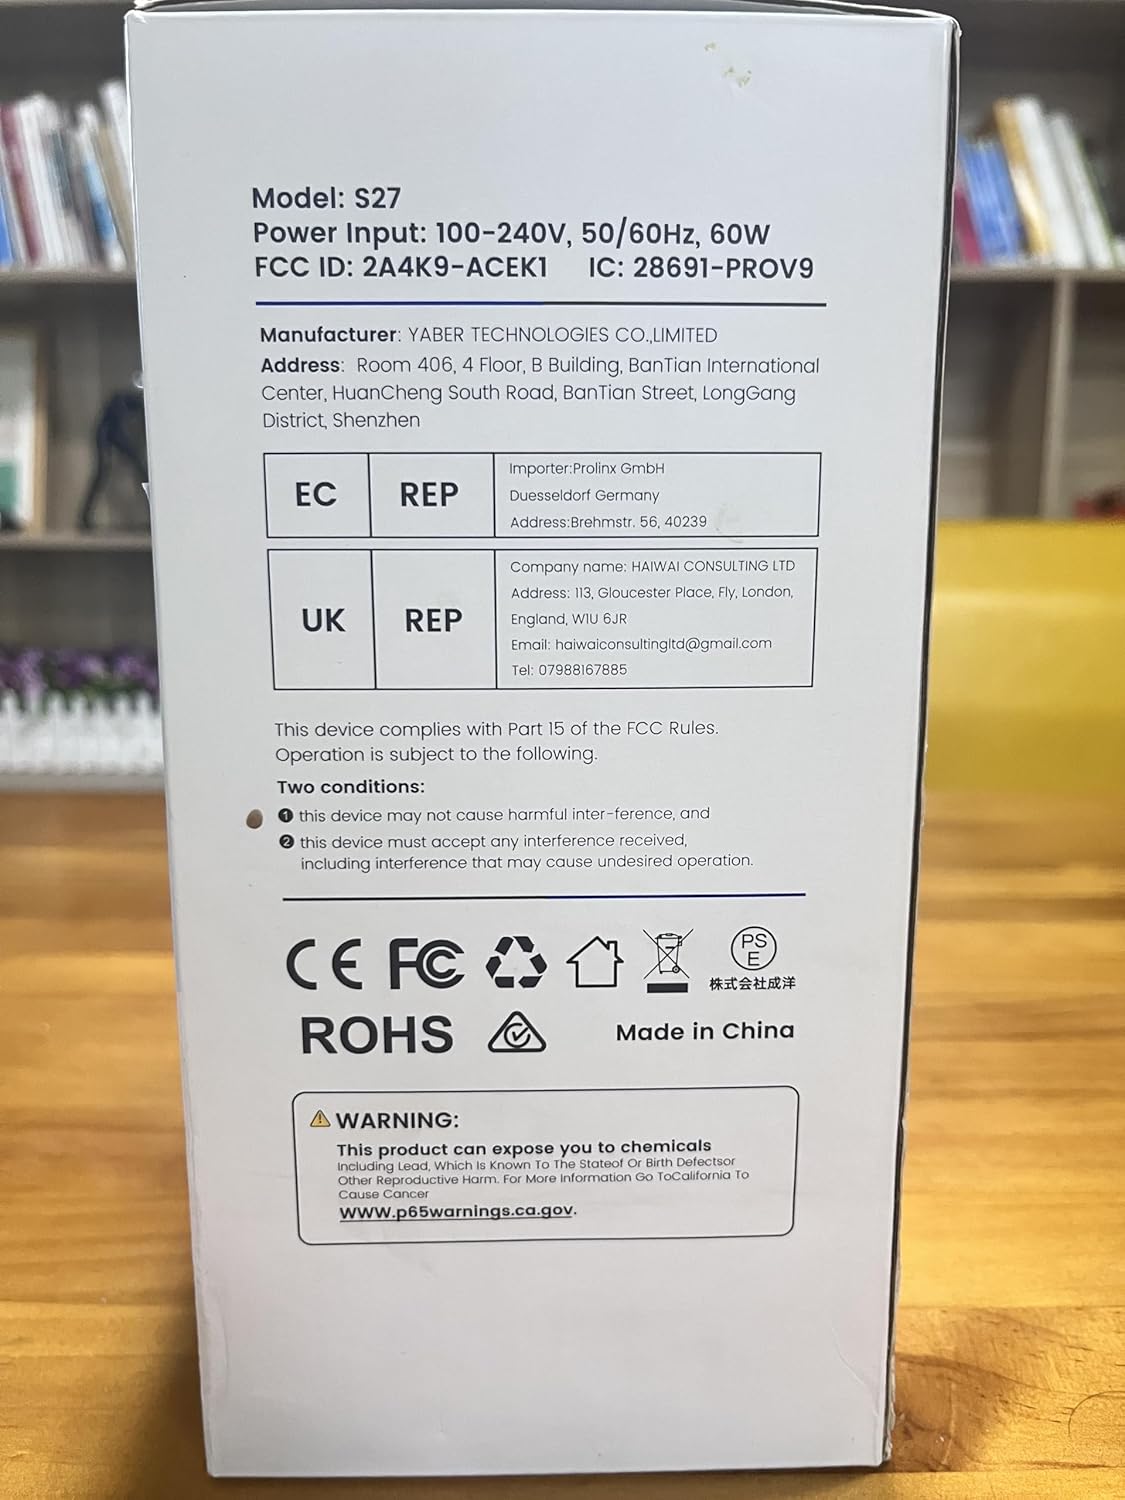 Model: S27
Power Input: 100-240V, 50/60Hz, 60W
FCC ID: 2A4K9-ACEK1 IC: 28691-PROV9
Manufacturer: YABER TECHNOLOGIES CO.,LIMITED
Address: Room 406, 4 Floor, B Building, BanTian International
Center, HuanCheng South Road, BanTian Street, LongGang
District, Shenzhen
EC REP
Importer:Prolinx GmbH
Duesseldorf Germany
Address:Brehmstr. 56, 40239
UK REP
Company name: HAIWAI CONSULTING LTD
Address: 113, Gloucester Place, Fly, London,
England, W1U 6JR
Email: haiwaiconsultingltd@gmail.com
Tel: 07988167885
This device complies with Part 15 of the FCC Rules.
Operation is subject to the following.
Two conditions:
1 this device may not cause harmful inter-ference, and
2 this device must accept any interference received,
including interference that may cause undesired operation.
CE FC PS
E
株式会社成洋
ROHS Made in China
WARNING:
This product can expose you to chemicals
Including Lead, Which Is Known To The Stateof Or Birth Defectsor
Other Reproductive Harm. For More Information Go ToCalifornia To
Cause Cancer
WWW.p65warnings.ca.gov.